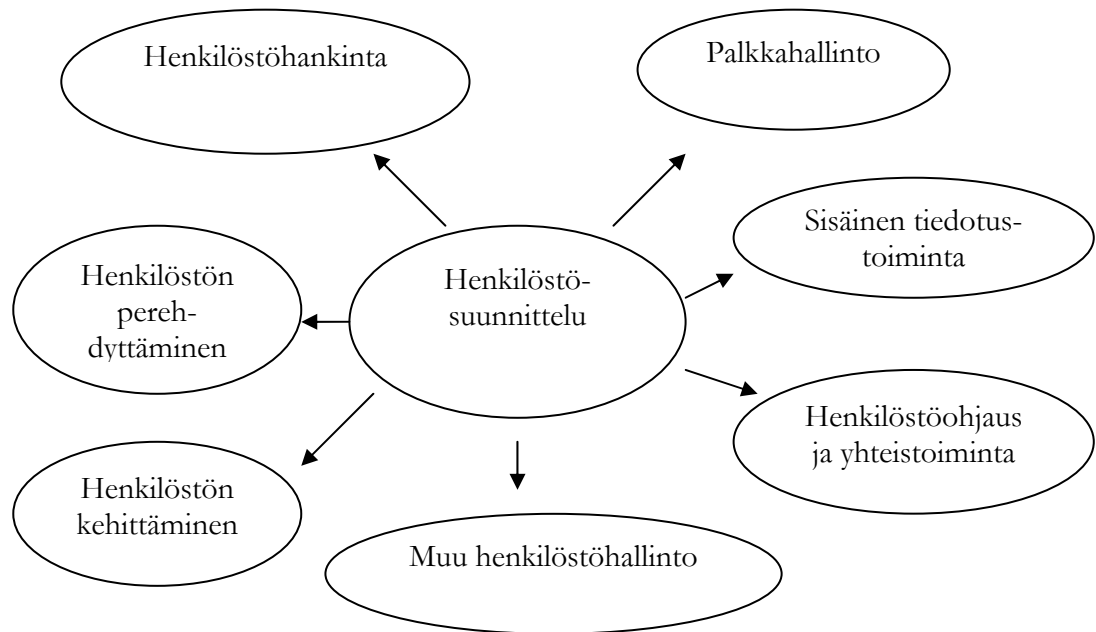 Henkilöstöhankinta
Palkkahallinto
Sisäinen tiedotus-
toiminta
Henkilöstö-
suunnittelu
Henkilöstön
pereh-
dyttäminen
Henkilöstöohjaus
ja yhteistoiminta
Henkilöstön
kehittäminen
Muu henkilöstöhallinto